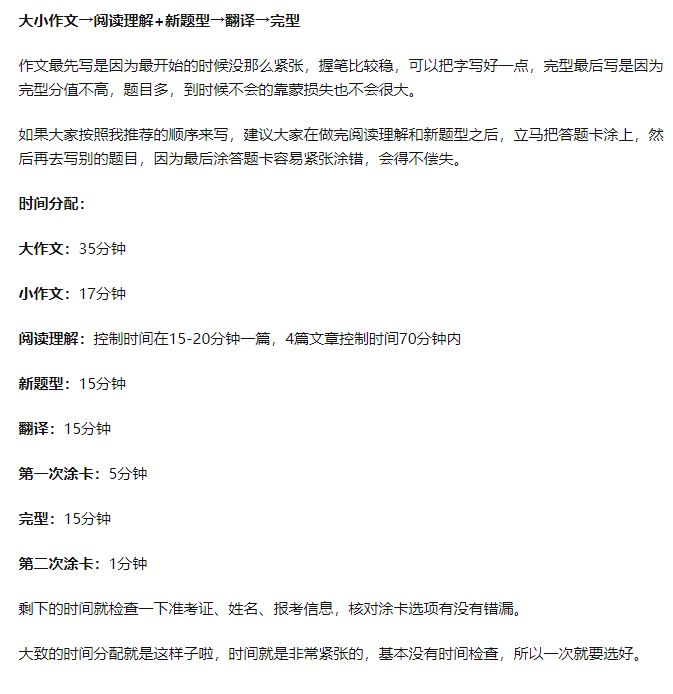 大小作文→阅读理解+新题型→翻译→完型
作文最先写是因为最开始的时候没那么紧张，握笔比较稳，可以把字写好一点，完型最后写是因为
完型分值不高，题目多，到时候不会的靠蒙损失也不会很大。
如果大家按照我推荐的顺序来写，建议大家在做完阅读理解和新题型之后，立马把答题卡涂上，然
后再去写别的题目，因为最后涂答题卡容易紧张涂错，会得不偿失。
时间分配：
大作文：35分钟
小作文：17分钟
阅读理解：控制时间在15-20分钟一篇，4篇文章控制时间70分钟内
新题型：15分钟
翻译：15分钟
第一次涂卡：5分钟
完型：15分钟
第二次涂卡：1分钟
剩下的时间就检查一下准考证、姓名、报考信息，核对涂卡选项有没有错漏。
大致的时间分配就是这样子啦，时间就是非常紧张的，基本没有时间检查，所以一次就要选好。